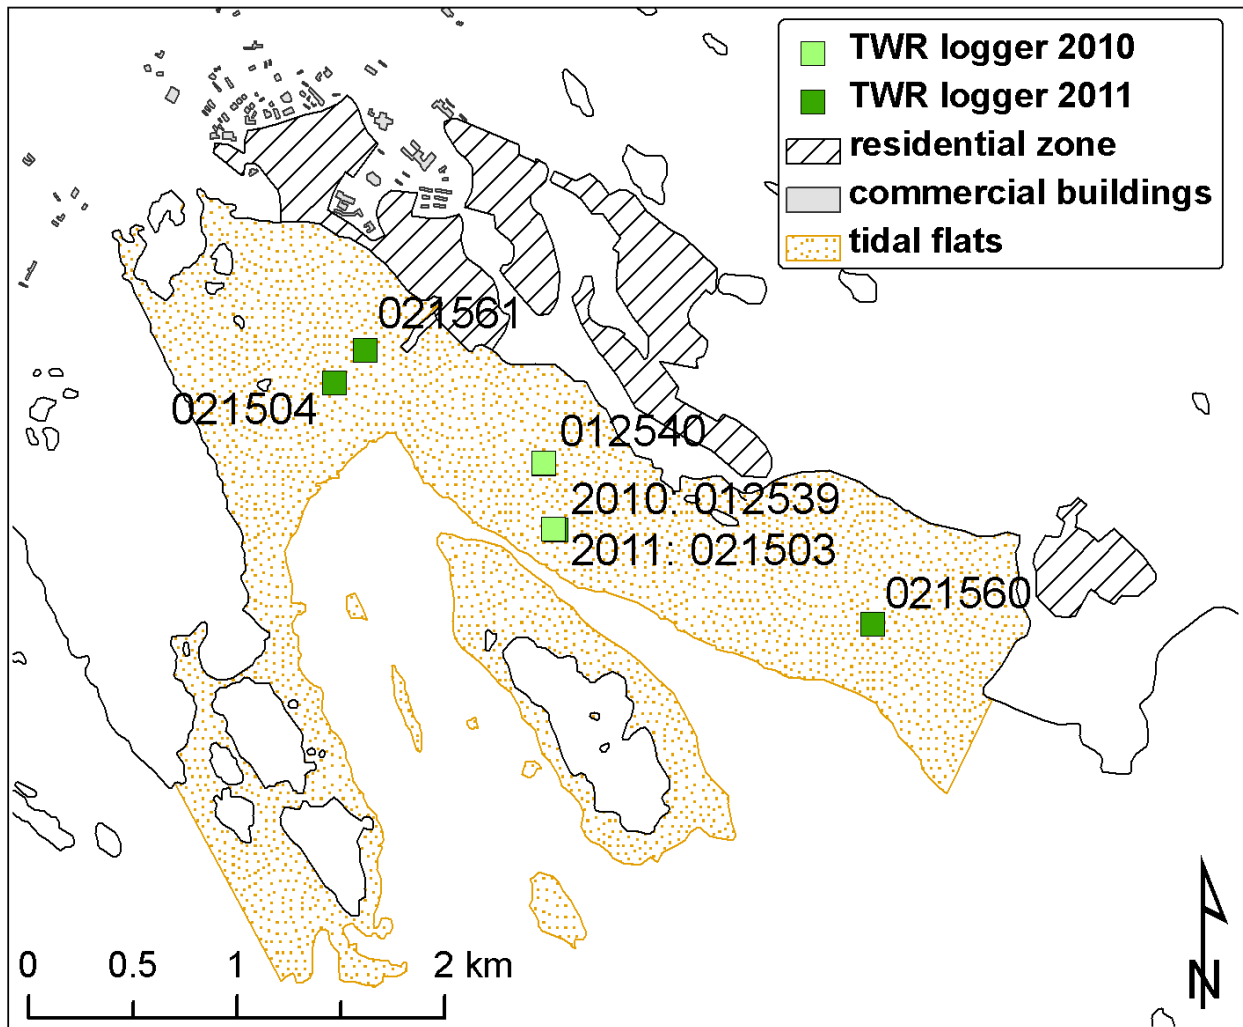 TWR logger 2010
TWR logger 2011
residential zone
commercial buildings
tidal flats
021561
021504
012540
2010: 012539
2011: 021503
021560
0 0.5 1 2 km
N